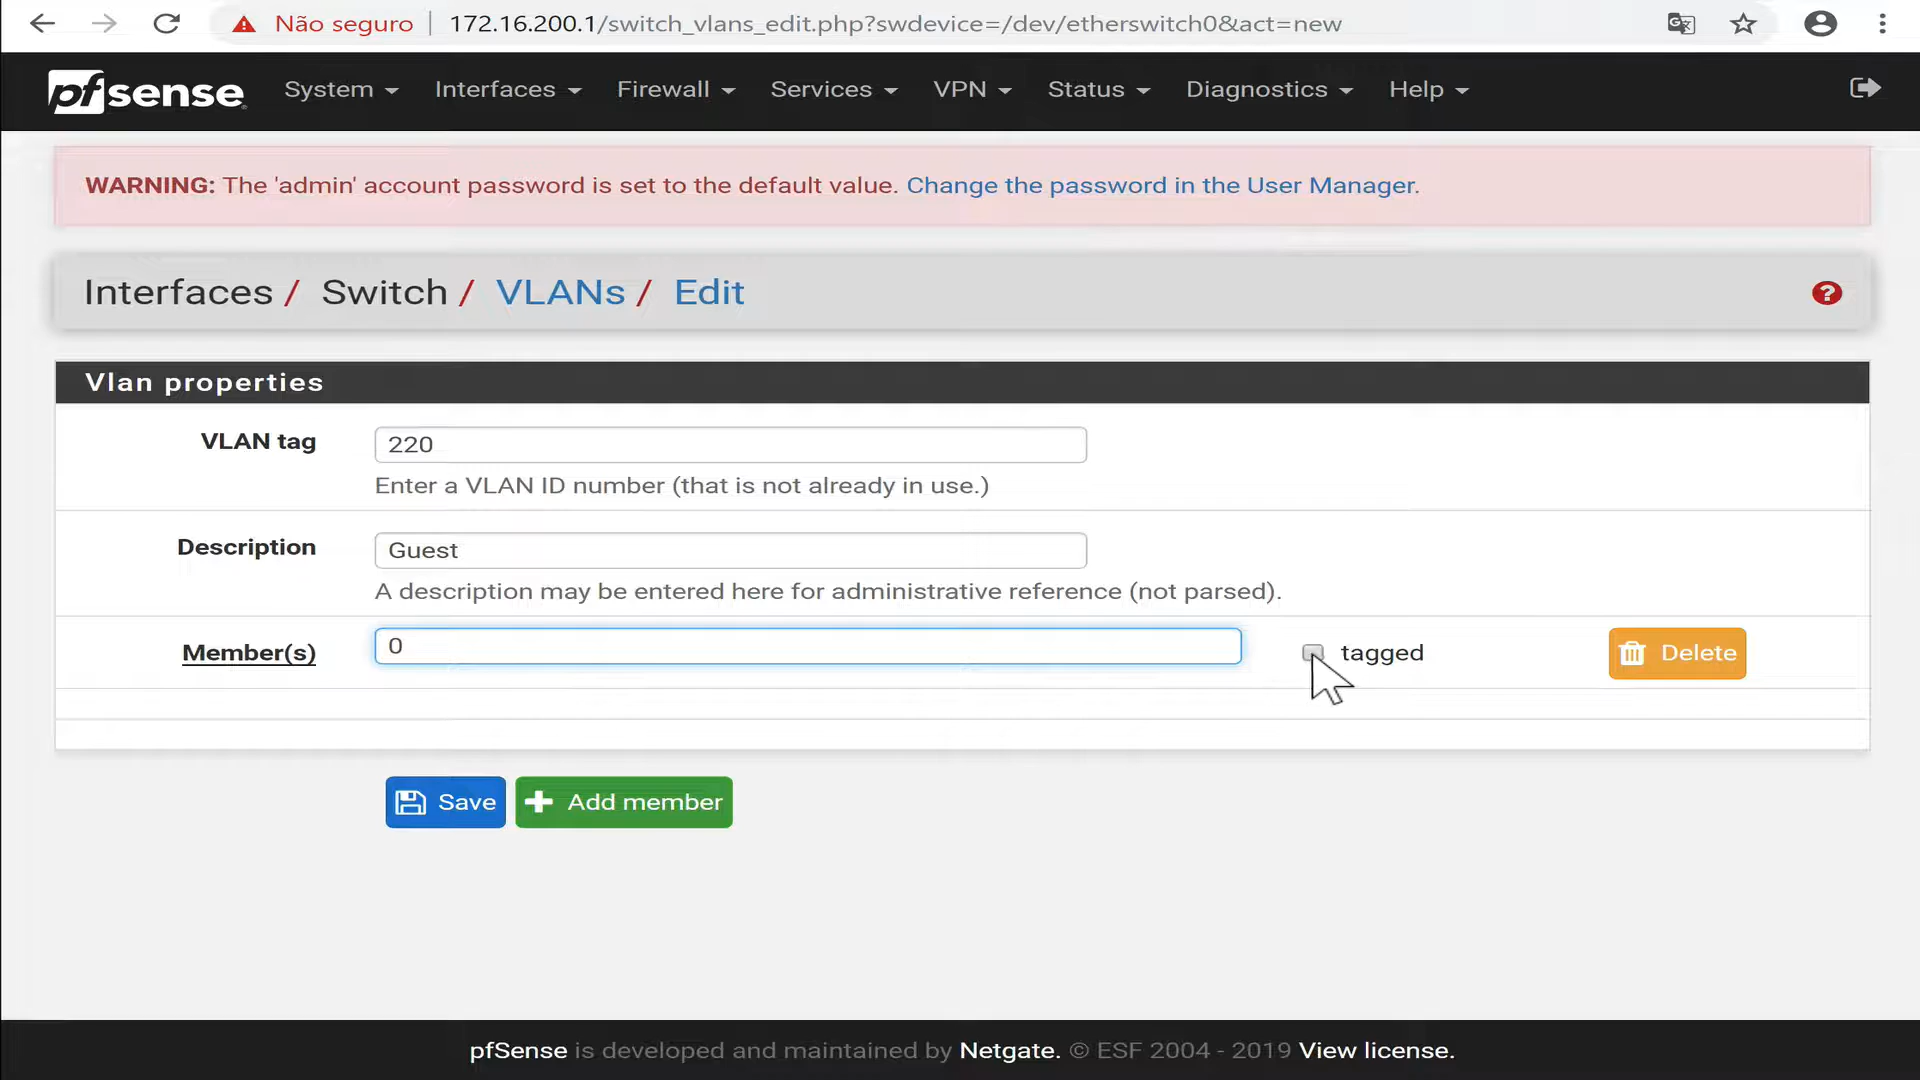 Não seguro 172.16.200.1/switch_vlans_edit.php?swdevice=/dev/etherswitch0&act=new
pfsense System Interfaces Firewall Services VPN Status Diagnostics Help
WARNING: The 'admin' account password is set to the default value. Change the password in the User Manager.
Interfaces / Switch / VLANs / Edit
Vlan properties
VLAN tag 220
Enter a VLAN ID number (that is not already in use.)
Description Guest
A description may be entered here for administrative reference (not parsed).
Member(s) 0 tagged Delete
Save Add member
pfSense is developed and maintained by Netgate. © ESF 2004 - 2019 View license.